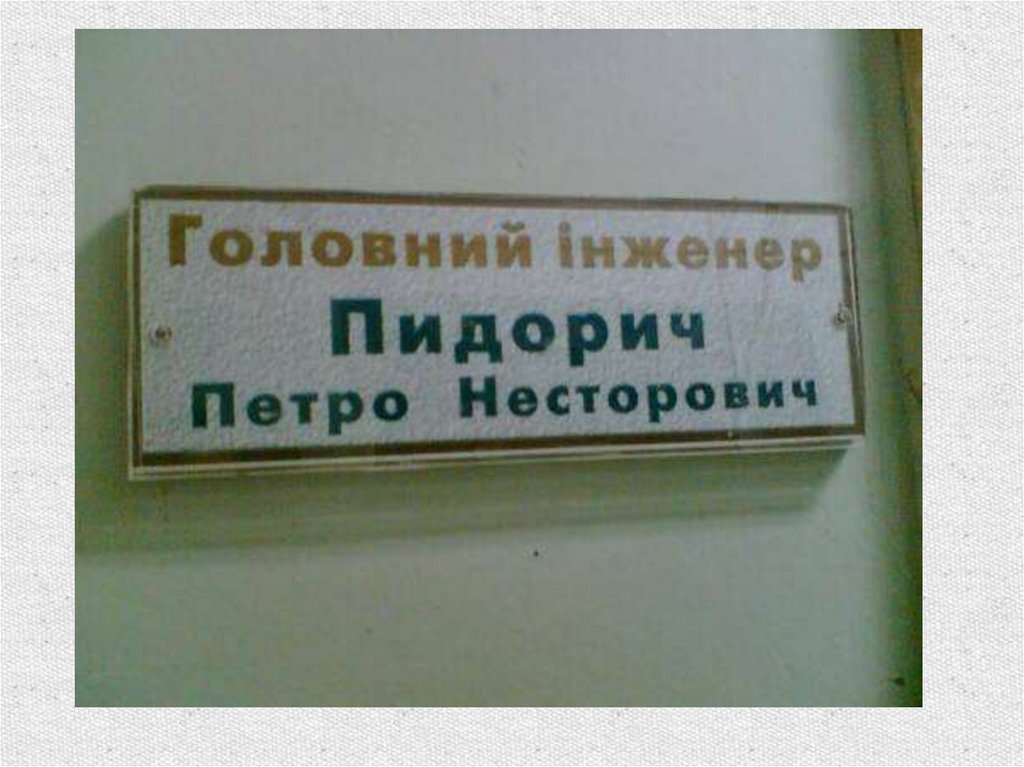 Головний інженер
Пидорич
Петро Несторович